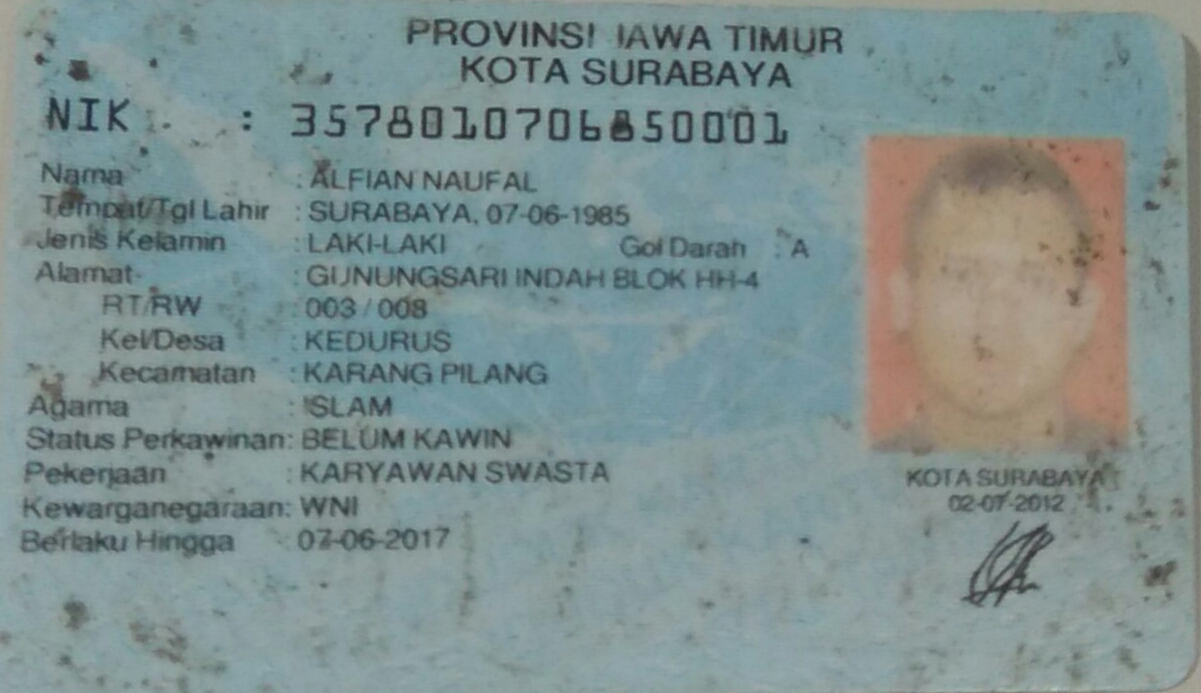 PROVINSI JAWA TIMUR
KOTA SURABAYA
NIK : 3578010706850001
Nama : ALFIAN NAUFAL
Tempat/Tgl Lahir : SURABAYA, 07-06-1985
Jenis Kelamin : LAKI-LAKI Gol Darah : A
Alamat : GUNUNGSARI INDAH BLOK HH-4
RT/RW : 003 / 008
Kel/Desa : KEDURUS
Kecamatan : KARANG PILANG
Agama : ISLAM
Status Perkawinan: BELUM KAWIN
Pekerjaan : KARYAWAN SWASTA
Kewarganegaraan: WNI
Berlaku Hingga : 07-06-2017
KOTA SURABAYA
02-07-2012